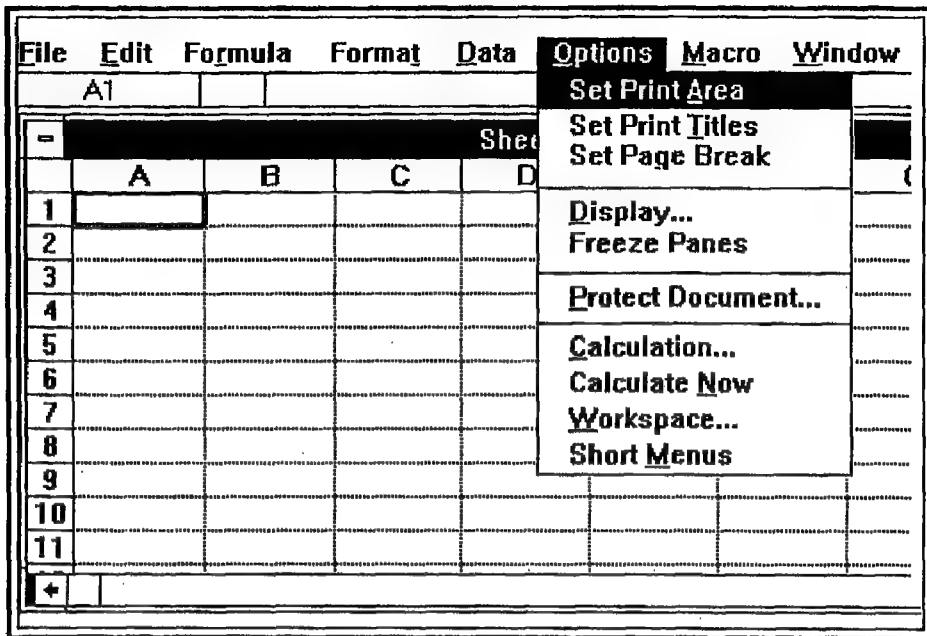 File Edit Formula Format Data Options Macro Window
A1
Set Print Area
Set Print Titles
Set Page Break
Display...
Freeze Panes
Protect Document...
Calculation...
Calculate Now
Workspace...
Short Menus
A B C D
1
2
3
4
5
6
7
8
9
10
11